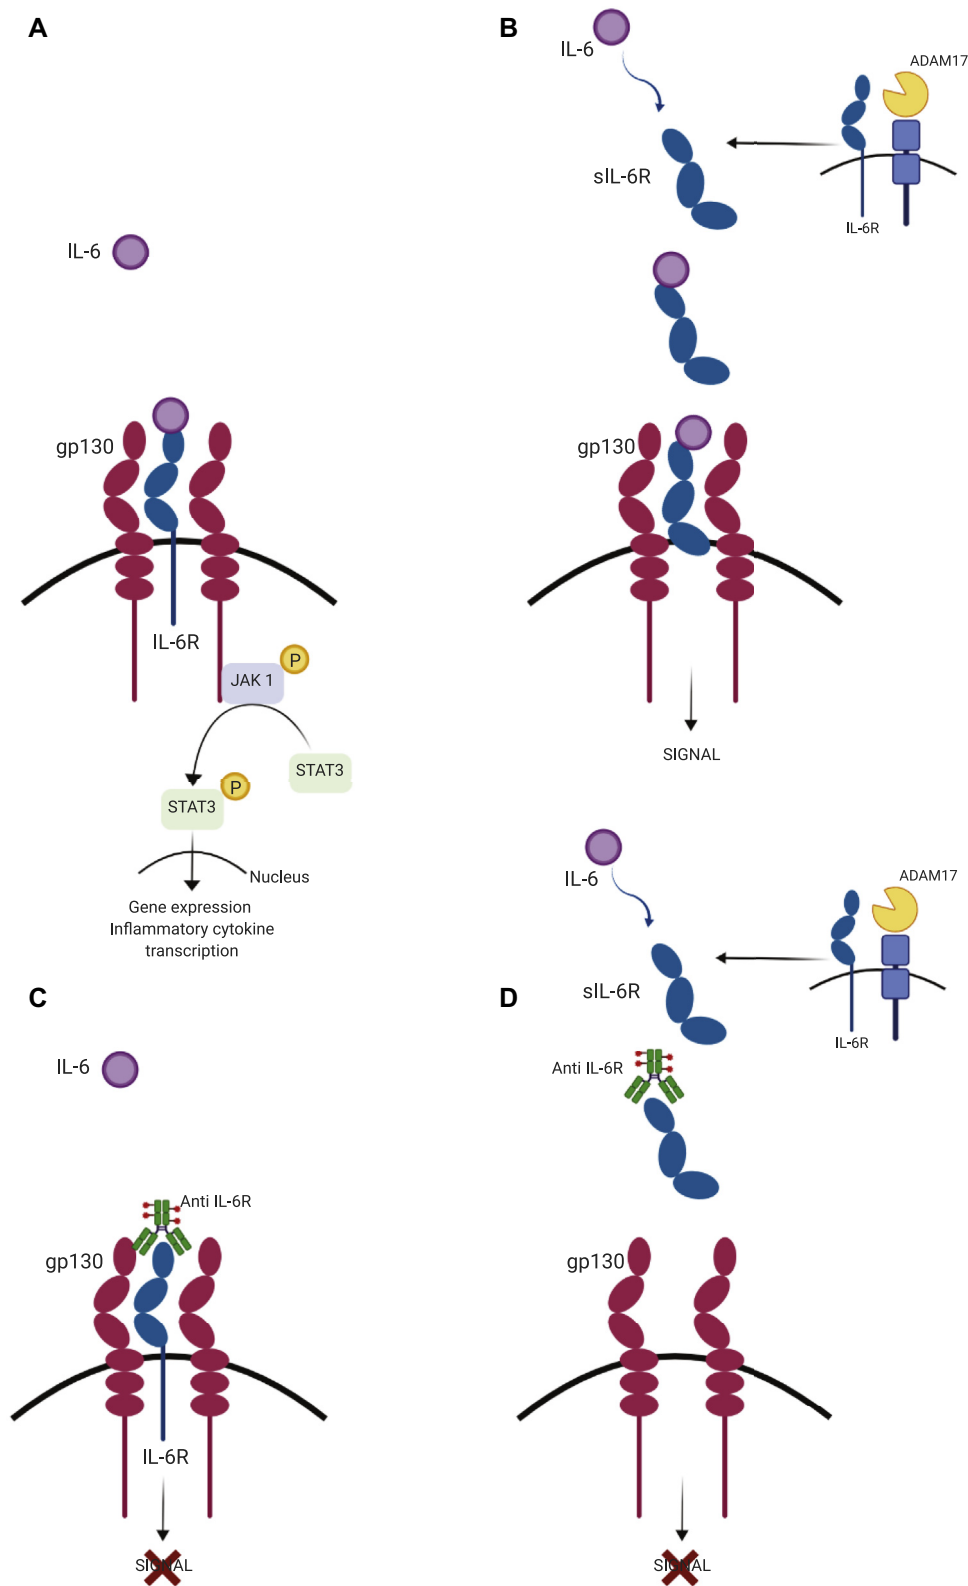 A
IL-6
gp130
IL-6R
JAK 1
P
STAT3
STAT3
P
Nucleus
Gene expression
Inflammatory cytokine
transcription
B
IL-6
ADAM17
sIL-6R
IL-6R
gp130
SIGNAL
C
IL-6
Anti IL-6R
gp130
IL-6R
SIGNAL
D
IL-6
ADAM17
sIL-6R
IL-6R
Anti IL-6R
gp130
SIGNAL